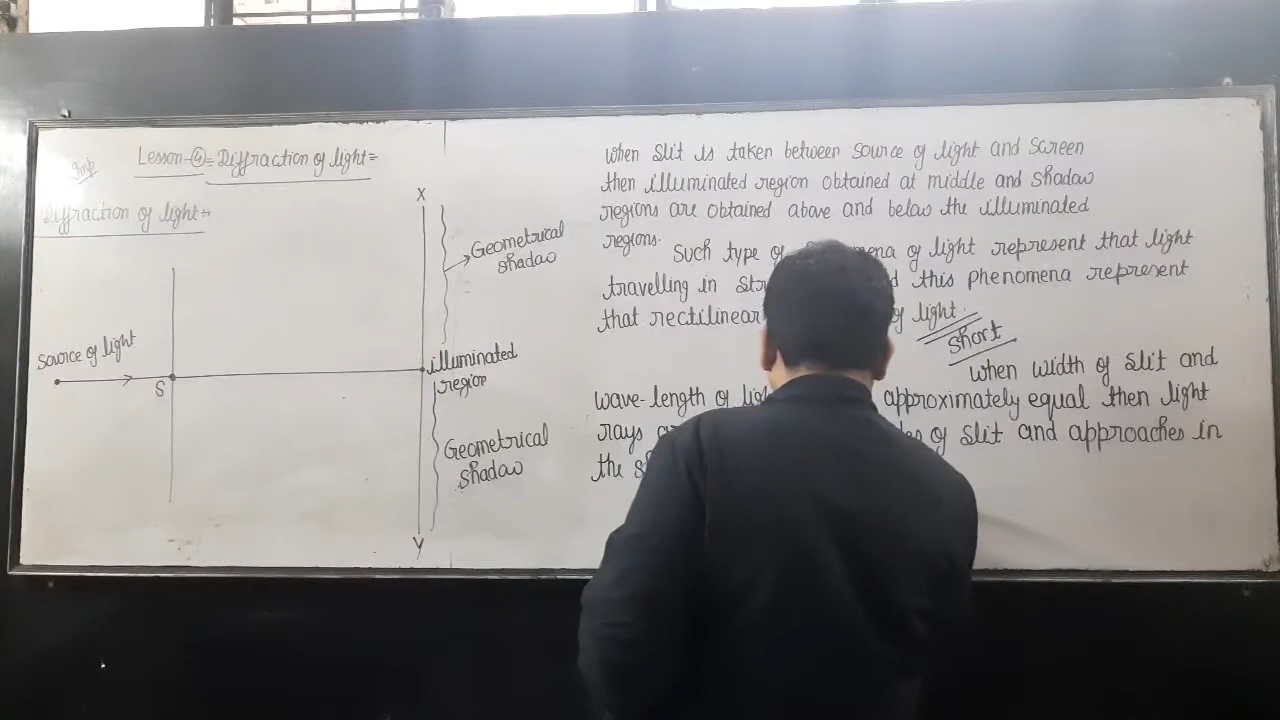 Imp
Lesson-④= Diffraction of light=
Diffraction of light:-
X
Geometrical
shadow
Source of light
S
illuminated
region
Geometrical
shadow
Y
when slit is taken between source of light and screen
then illuminated region obtained at middle and shadow
regions are obtained above and below the illuminated
regions.
Such type of of light represent that light
travelling in this phenomena represent
that rectilinear of light.
short
when width of slit and
wave-length of approximately equal then light
rays of slit and approaches in
the